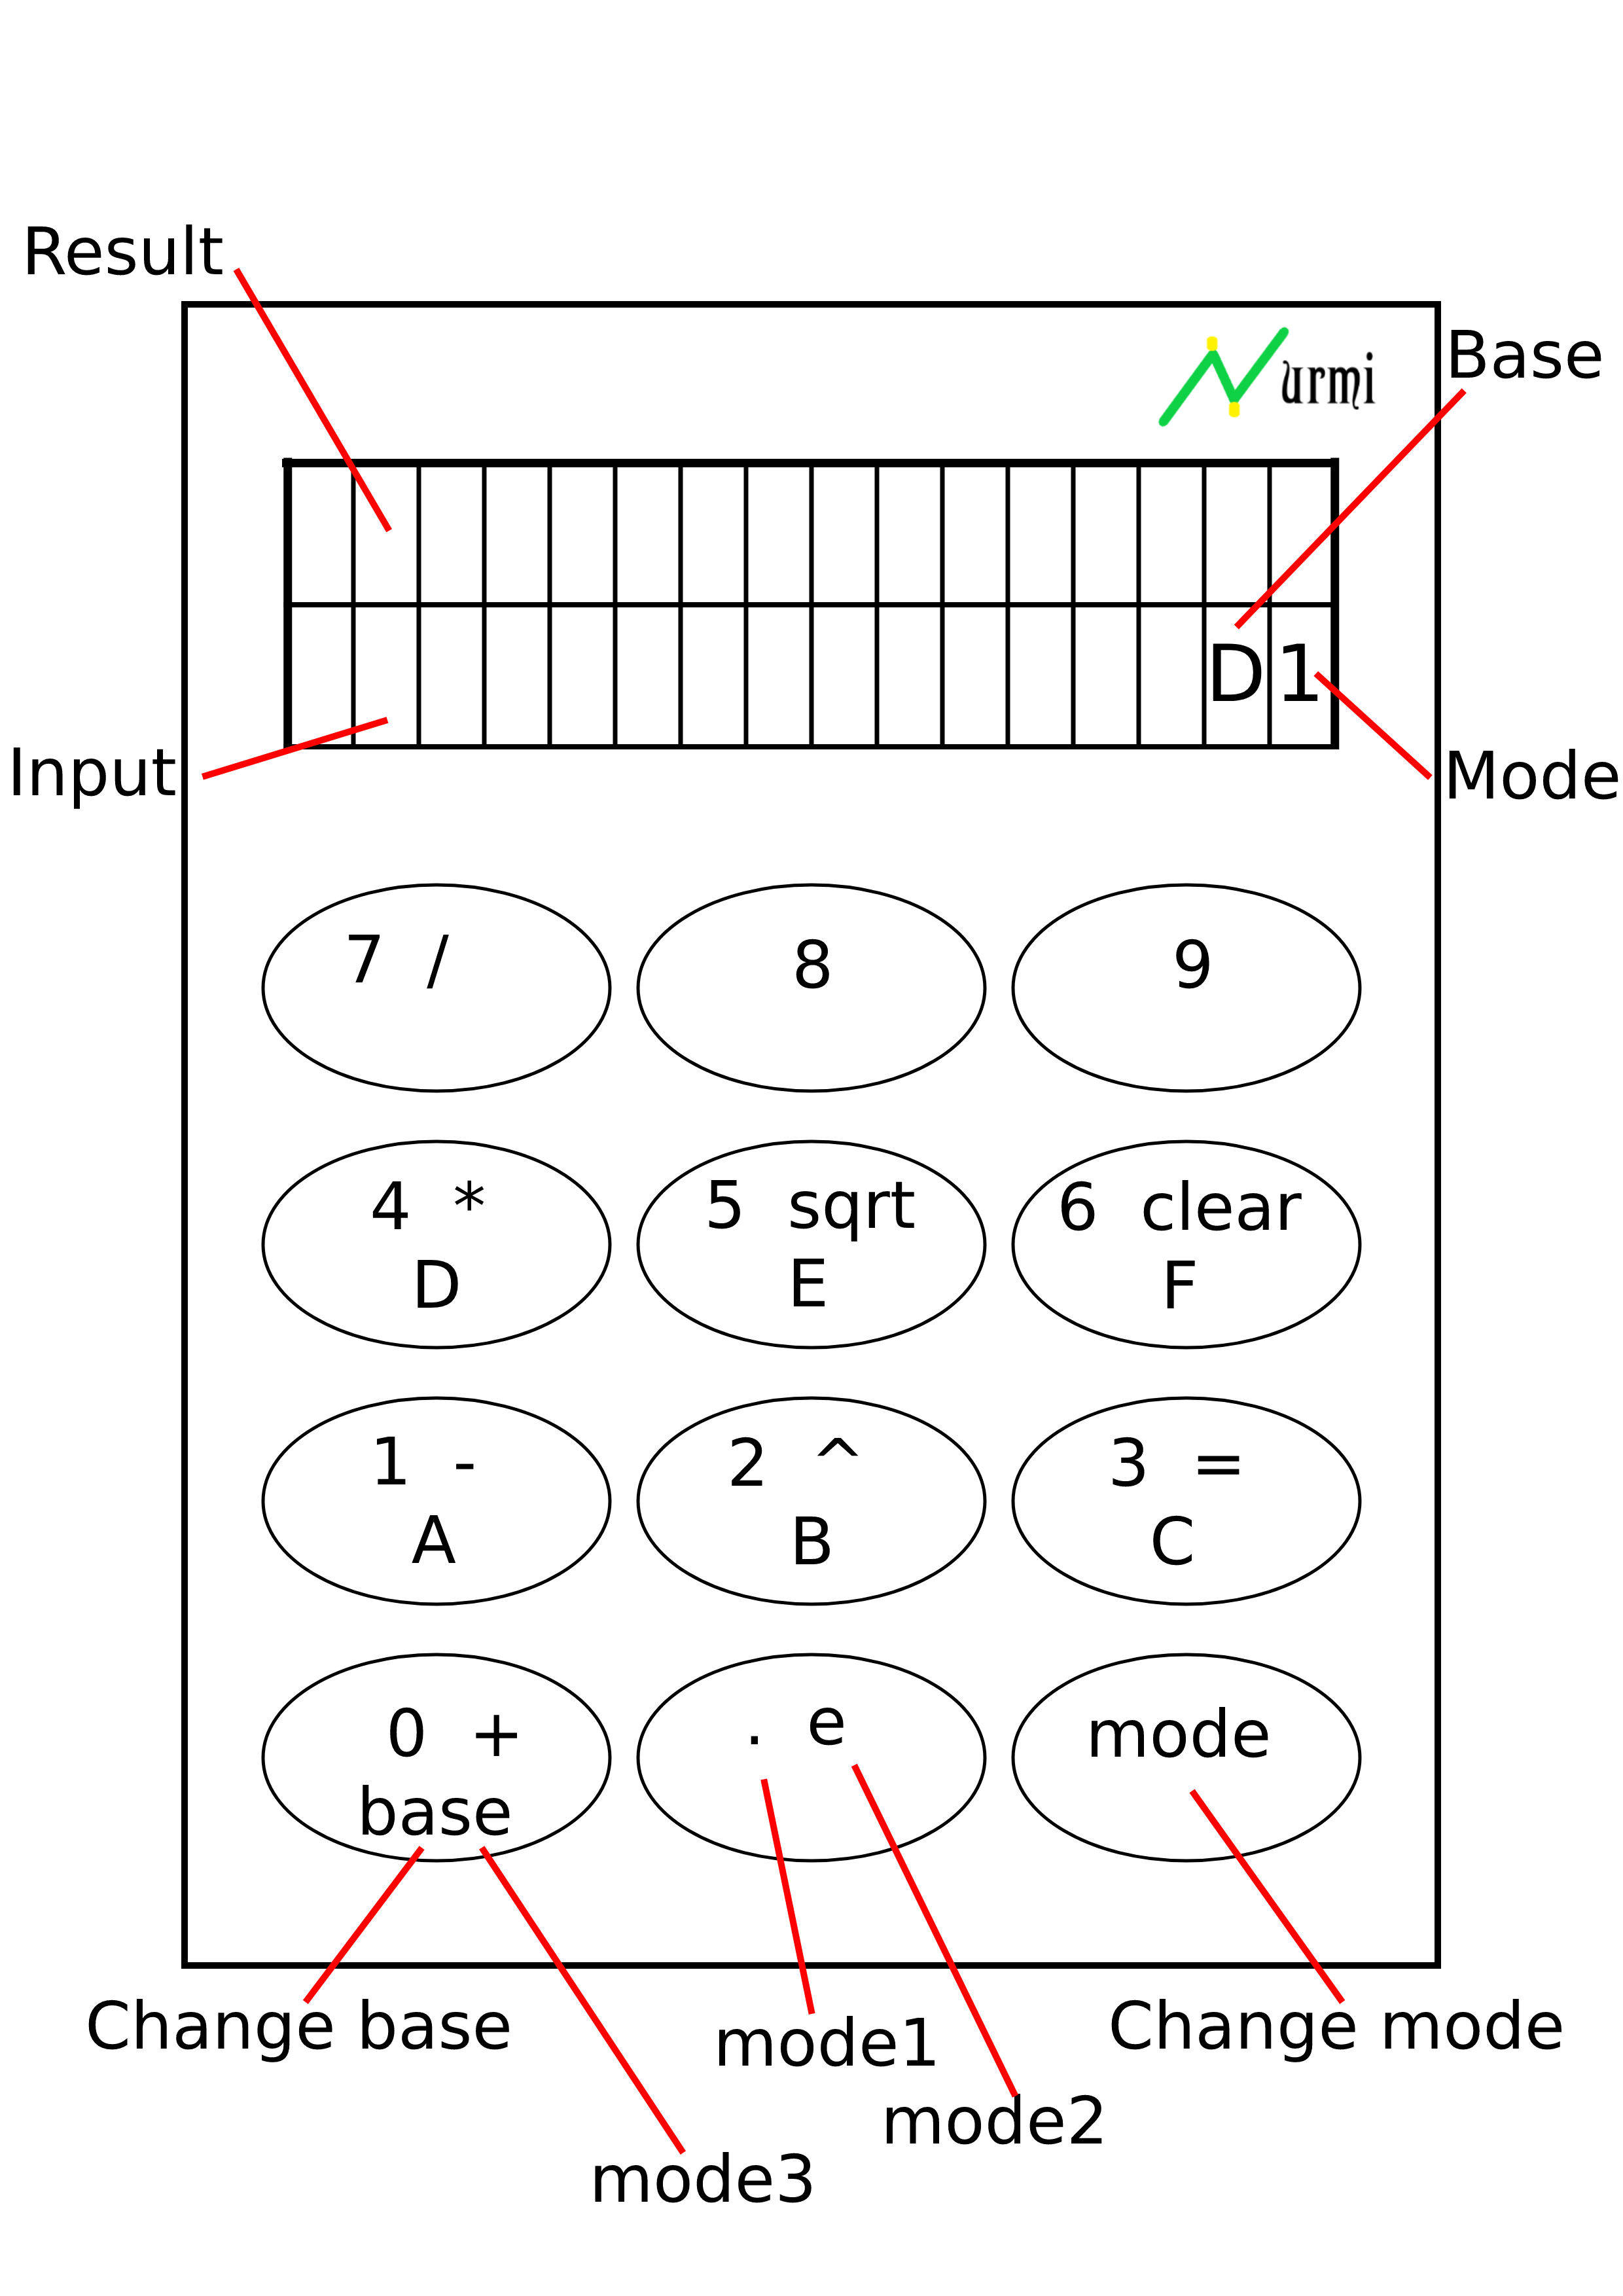 Result
Base
urmi
D1
Input
Mode
7 /
8
9
4 *
D
5 sqrt
E
6 clear
F
1 -
A
2 ^
B
3 =
C
0 +
base
. e
mode
Change base
mode1
Change mode
mode2
mode3